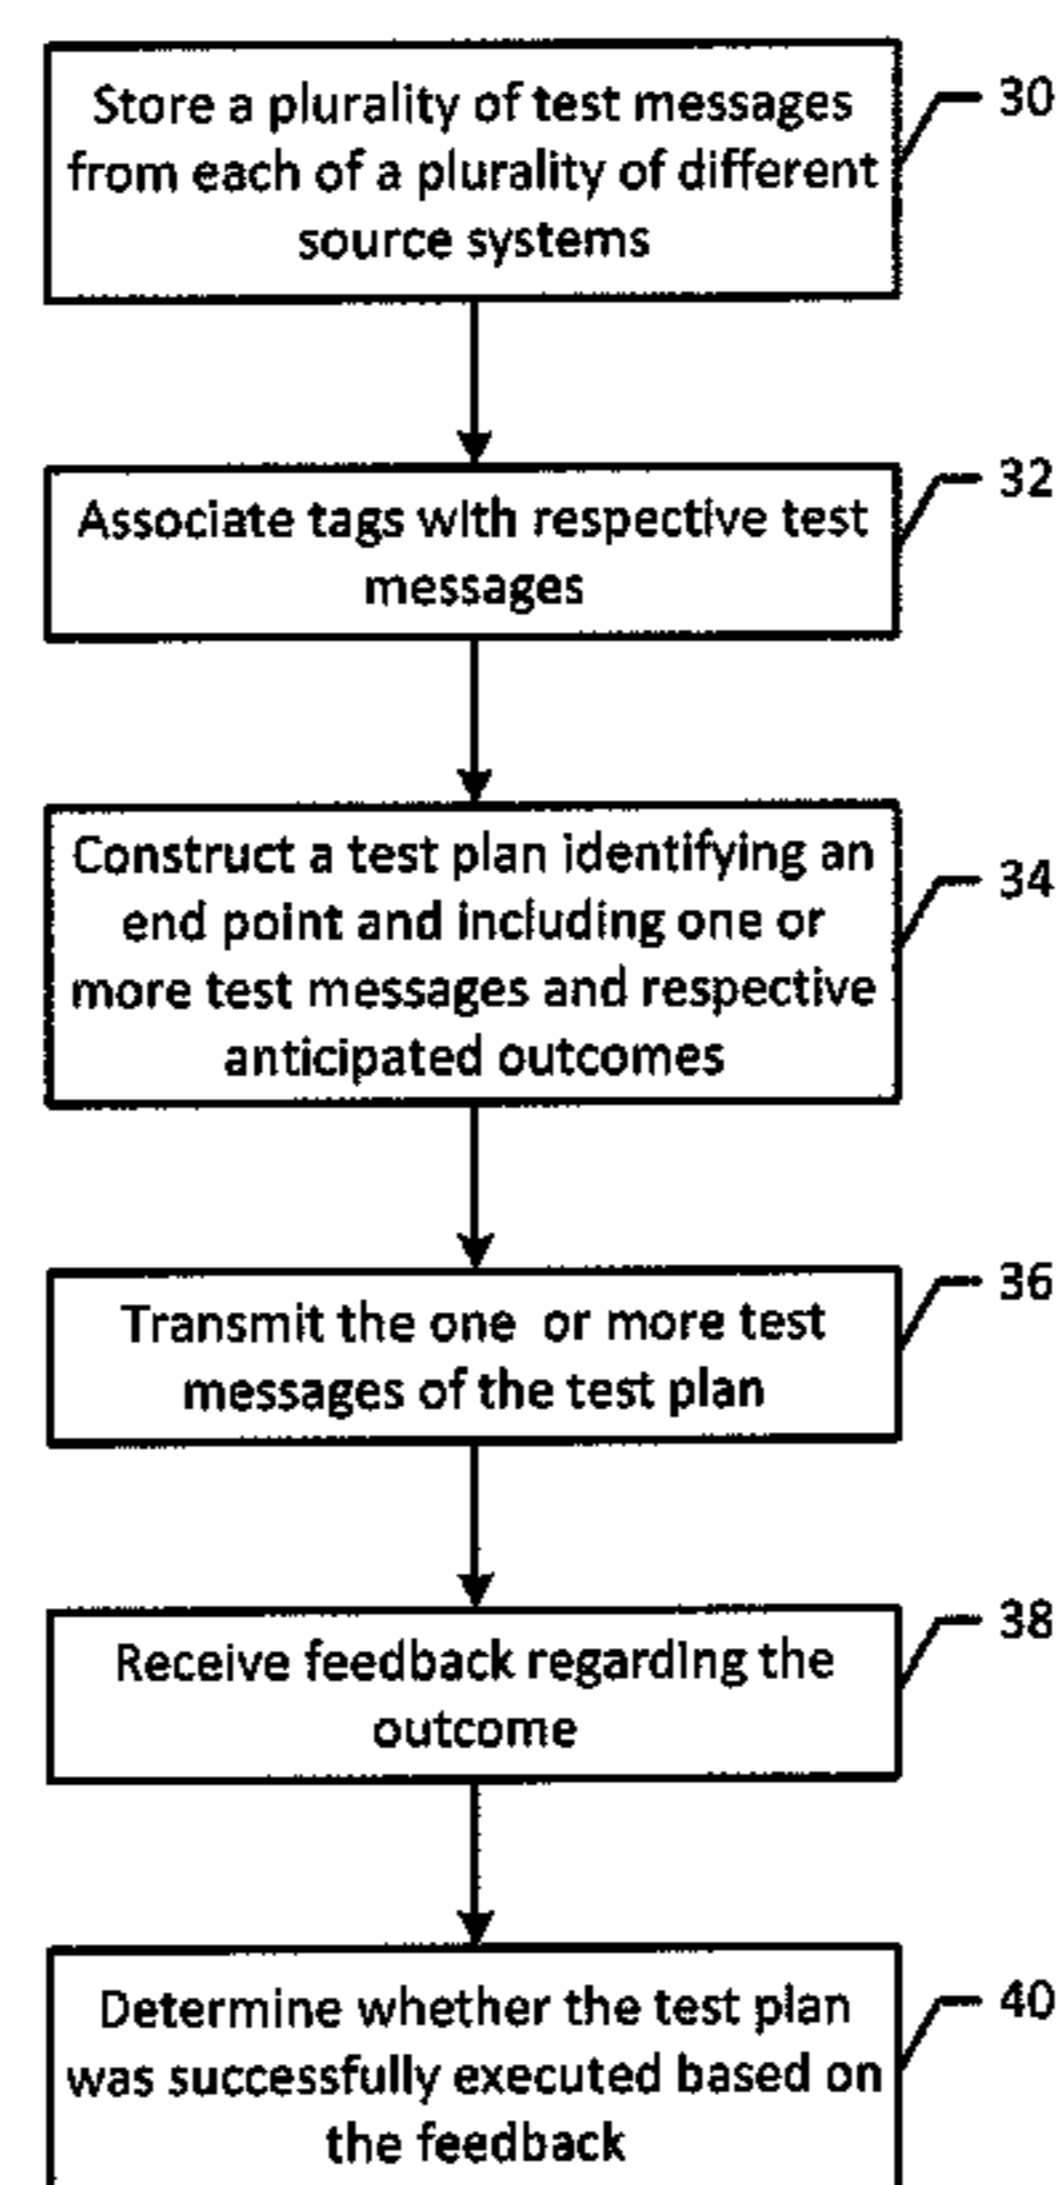 Store a plurality of test messages
from each of a plurality of different
source systems
30
Associate tags with respective test
messages
32
Construct a test plan identifying an
end point and including one or
more test messages and respective
anticipated outcomes
34
Transmit the one or more test
messages of the test plan
36
Receive feedback regarding the
outcome
38
Determine whether the test plan
was successfully executed based on
the feedback
40